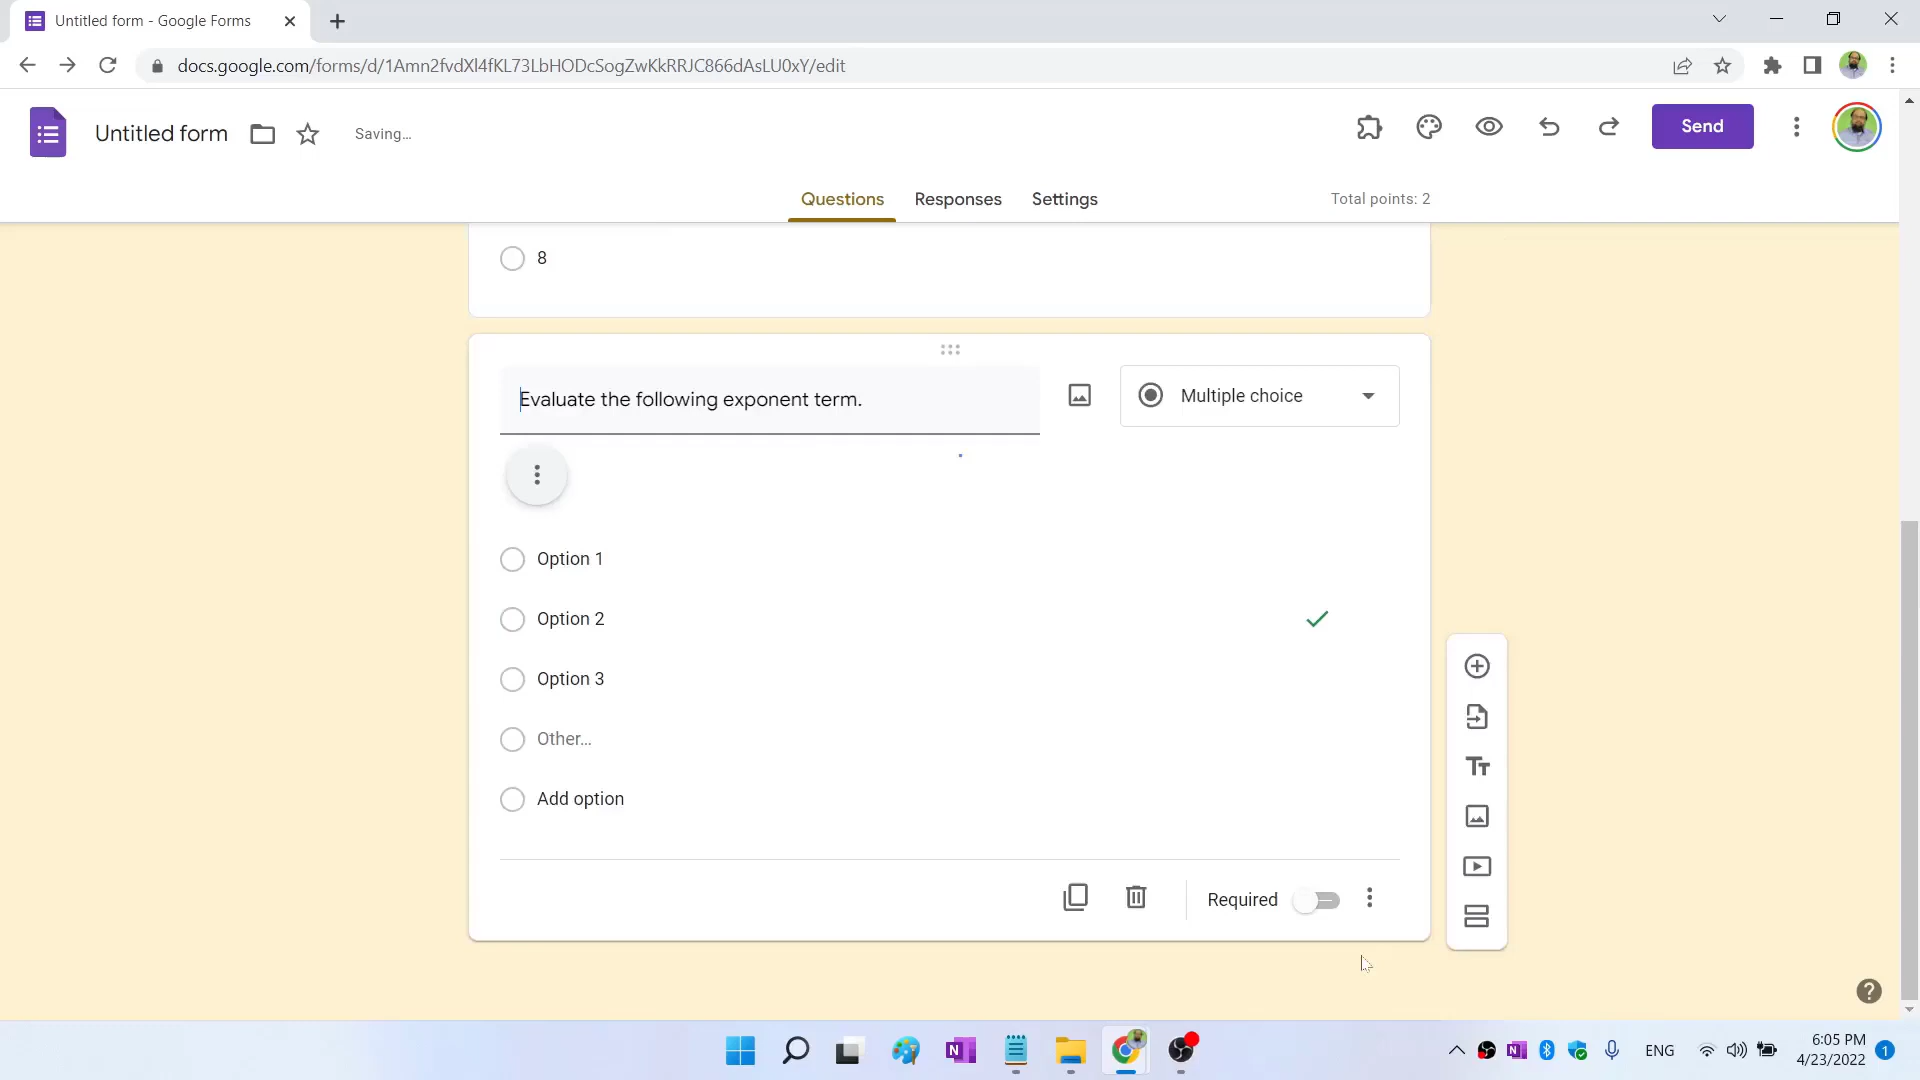 Untitled form - Google Forms
docs.google.com/forms/d/1Amn2fvdXl4fKL73LbHODcSogZwKkRRJC866dAsLU0xY/edit
Untitled form
Saving...
Send
Questions
Responses
Settings
Total points: 2
8
Evaluate the following exponent term.
Multiple choice
Option 1
Option 2
Option 3
Other...
Add option
Required
ENG
6:05 PM
4/23/2022
1